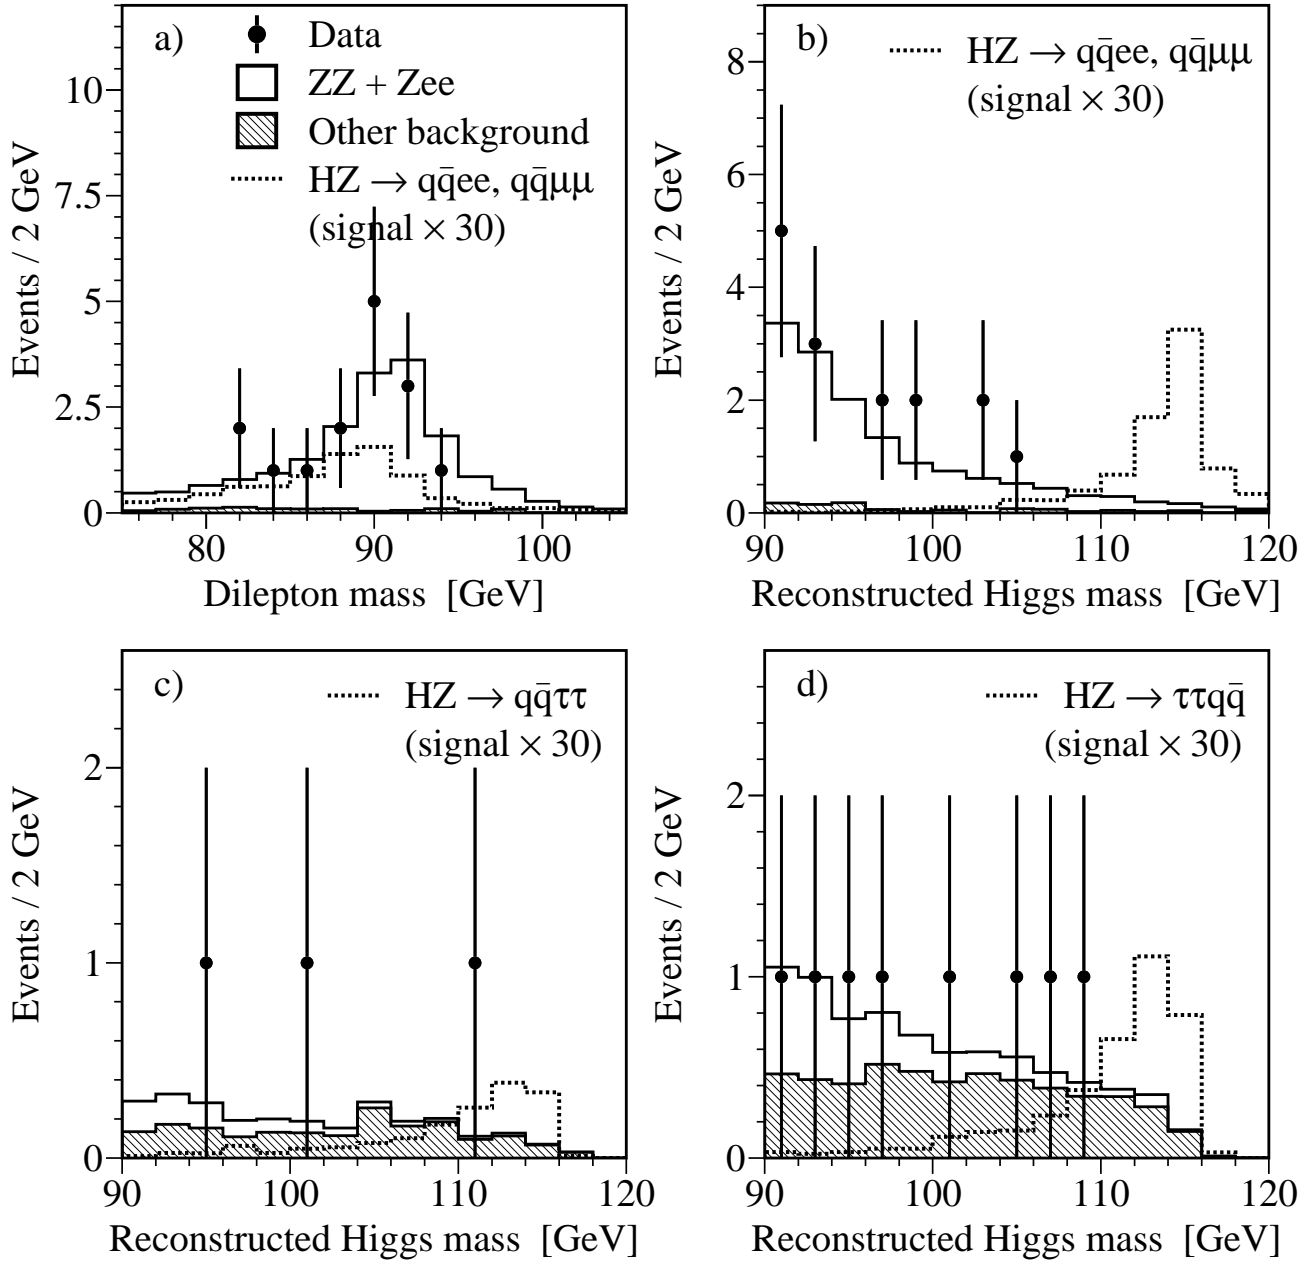 a)
Data
ZZ + Zee
Other background
HZ → qq̄ee, qq̄μμ
(signal × 30)
Events / 2 GeV
10
7.5
5
2.5
0
80 90 100
Dilepton mass [GeV]
b)
HZ → qq̄ee, qq̄μμ
(signal × 30)
Events / 2 GeV
8
6
4
2
0
90 100 110 120
Reconstructed Higgs mass [GeV]
c)
HZ → qq̄ττ
(signal × 30)
Events / 2 GeV
2
1
0
90 100 110 120
Reconstructed Higgs mass [GeV]
d)
HZ → ττqq̄
(signal × 30)
Events / 2 GeV
2
1
0
90 100 110 120
Reconstructed Higgs mass [GeV]